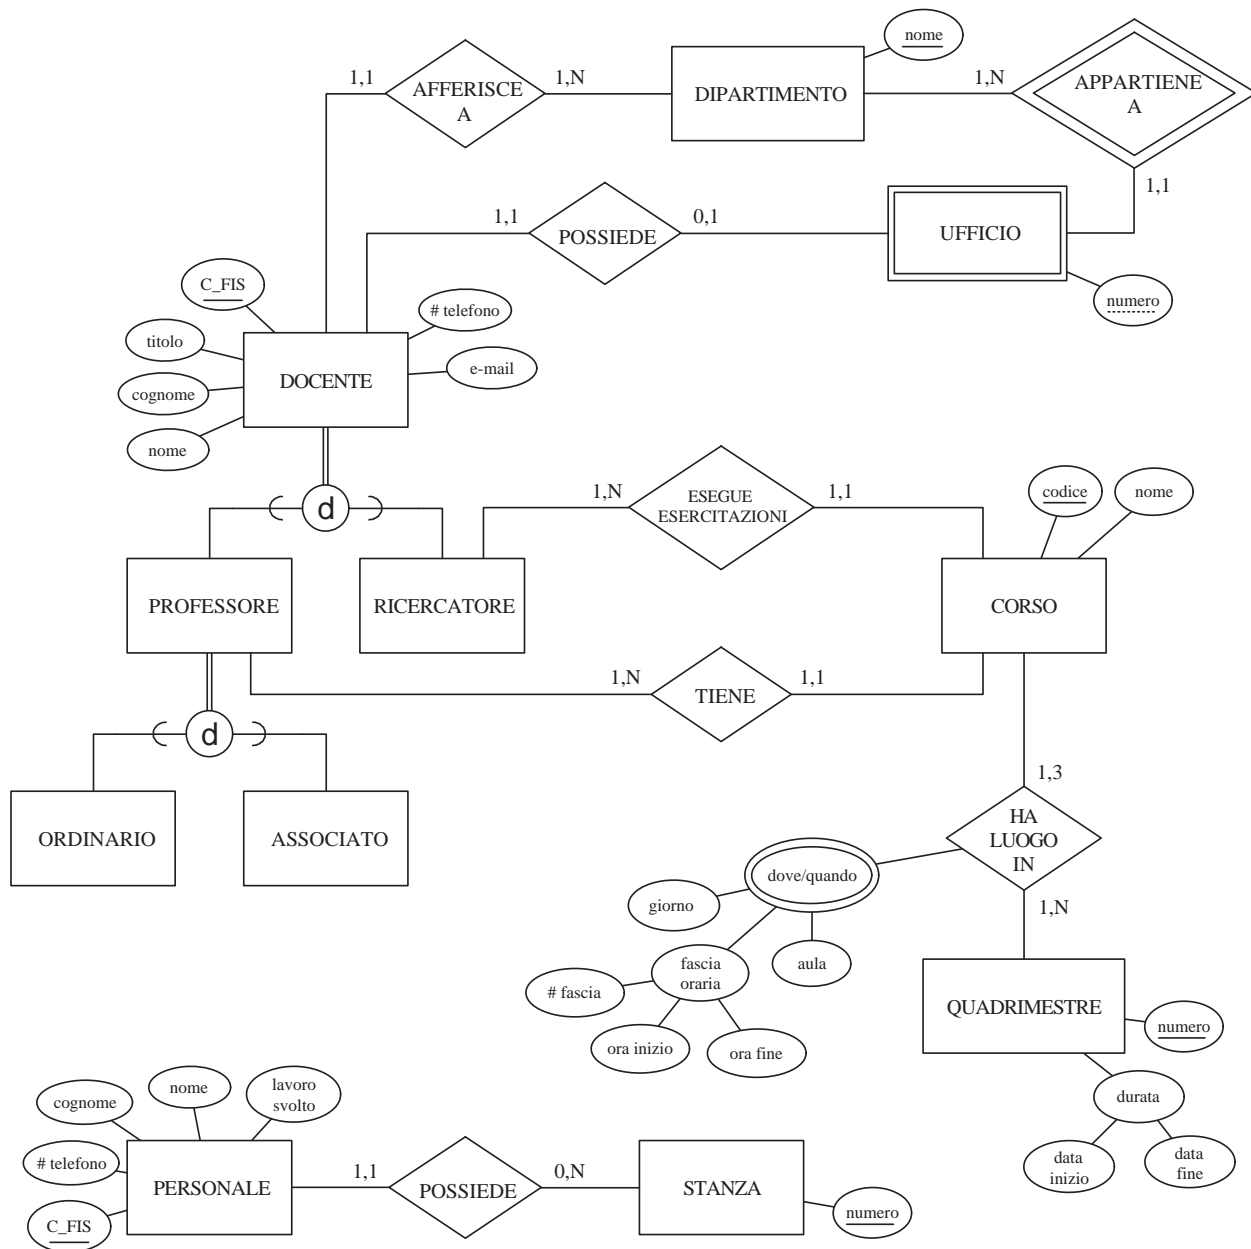 nome
1,1
AFFERISCE
A
1,N
DIPARTIMENTO
1,N
APPARTIENE
A
1,1
1,1
POSSIEDE
0,1
UFFICIO
numero
C_FIS
# telefono
titolo
e-mail
DOCENTE
cognome
nome
d
1,N
ESEGUE
ESERCITAZIONI
1,1
codice
nome
PROFESSORE
RICERCATORE
CORSO
1,N
TIENE
1,1
d
1,3
ORDINARIO
ASSOCIATO
HA
LUOGO
IN
dove/quando
giorno
1,N
aula
fascia
oraria
# fascia
QUADRIMESTRE
numero
ora inizio
ora fine
durata
data
inizio
data
fine
cognome
nome
lavoro
svolto
# telefono
PERSONALE
1,1
POSSIEDE
0,N
STANZA
numero
C_FIS